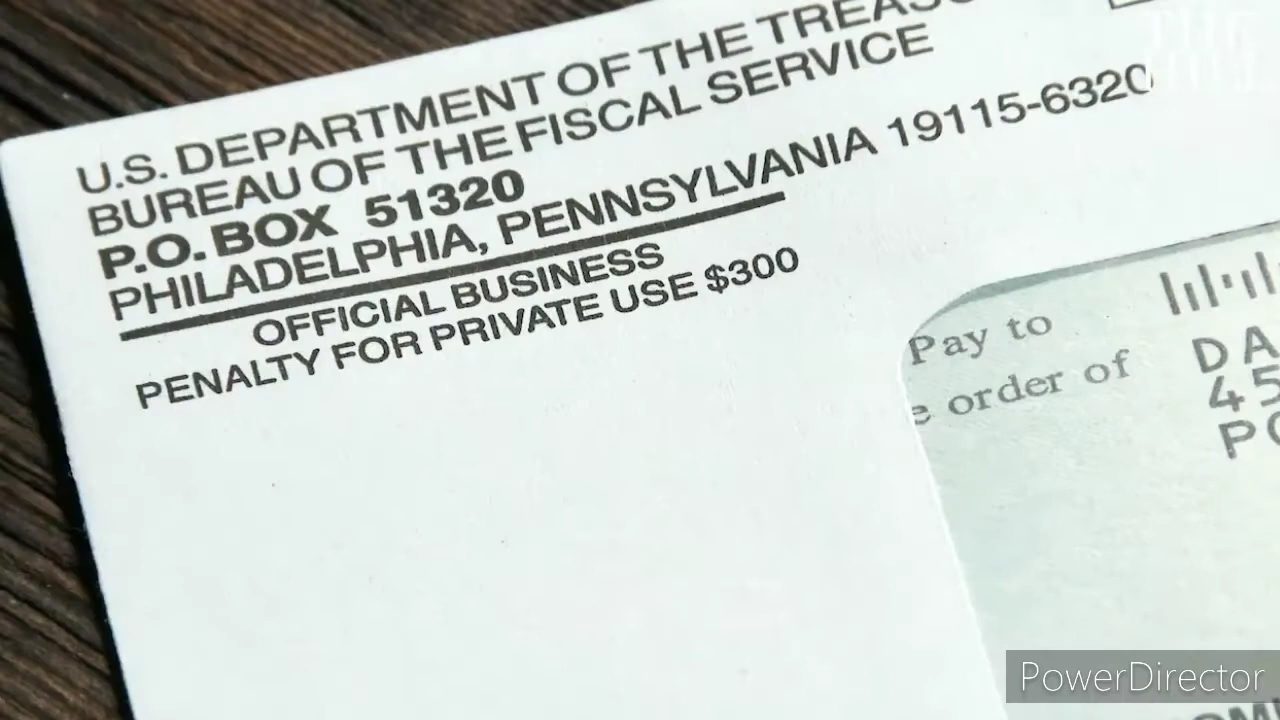 U.S. DEPARTMENT OF THE TREAS
BUREAU OF THE FISCAL SERVICE
P.O. BOX 51320
PHILADELPHIA, PENNSYLVANIA 19115-6320
OFFICIAL BUSINESS
PENALTY FOR PRIVATE USE $300
Pay to
e order of
DA
45
PO
PowerDirector